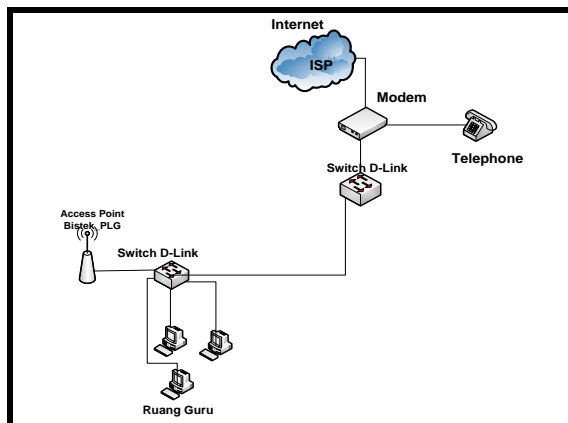 Internet
ISP
Modem
Telephone
Switch D-Link
Access Point
Bistek, PLG
Switch D-Link
Ruang Guru